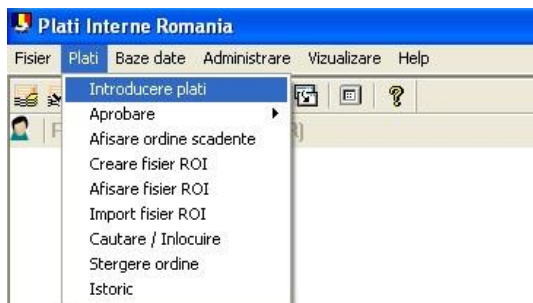 Plati Interne Romania
Fisier Plati Baze date Administrare Vizualizare Help
Introducere plati
Aprobare
Afisare ordine scadente
Creare fisier ROI
Afisare fisier ROI
Import fisier ROI
Cautare / Inlocuire
Stergere ordine
Istoric